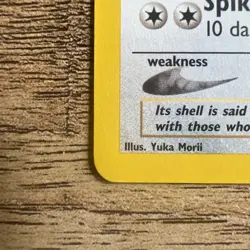 Spik
10 da
weakness
Its shell is said
with those who
Illus. Yuka Morii